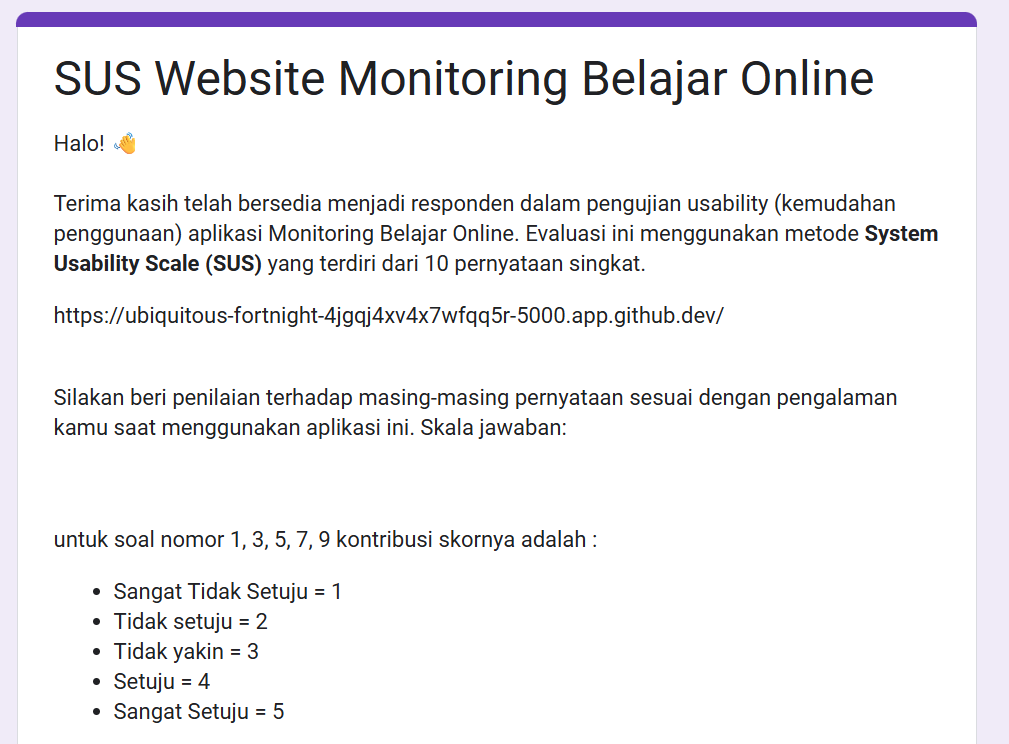 SUS Website Monitoring Belajar Online
Halo! 👋
Terima kasih telah bersedia menjadi responden dalam pengujian usability (kemudahan
penggunaan) aplikasi Monitoring Belajar Online. Evaluasi ini menggunakan metode System
Usability Scale (SUS) yang terdiri dari 10 pernyataan singkat.
https://ubiquitous-fortnight-4jgqj4xv4x7wfqq5r-5000.app.github.dev/
Silakan beri penilaian terhadap masing-masing pernyataan sesuai dengan pengalaman
kamu saat menggunakan aplikasi ini. Skala jawaban:
untuk soal nomor 1, 3, 5, 7, 9 kontribusi skornya adalah :
• Sangat Tidak Setuju = 1
• Tidak setuju = 2
• Tidak yakin = 3
• Setuju = 4
• Sangat Setuju = 5